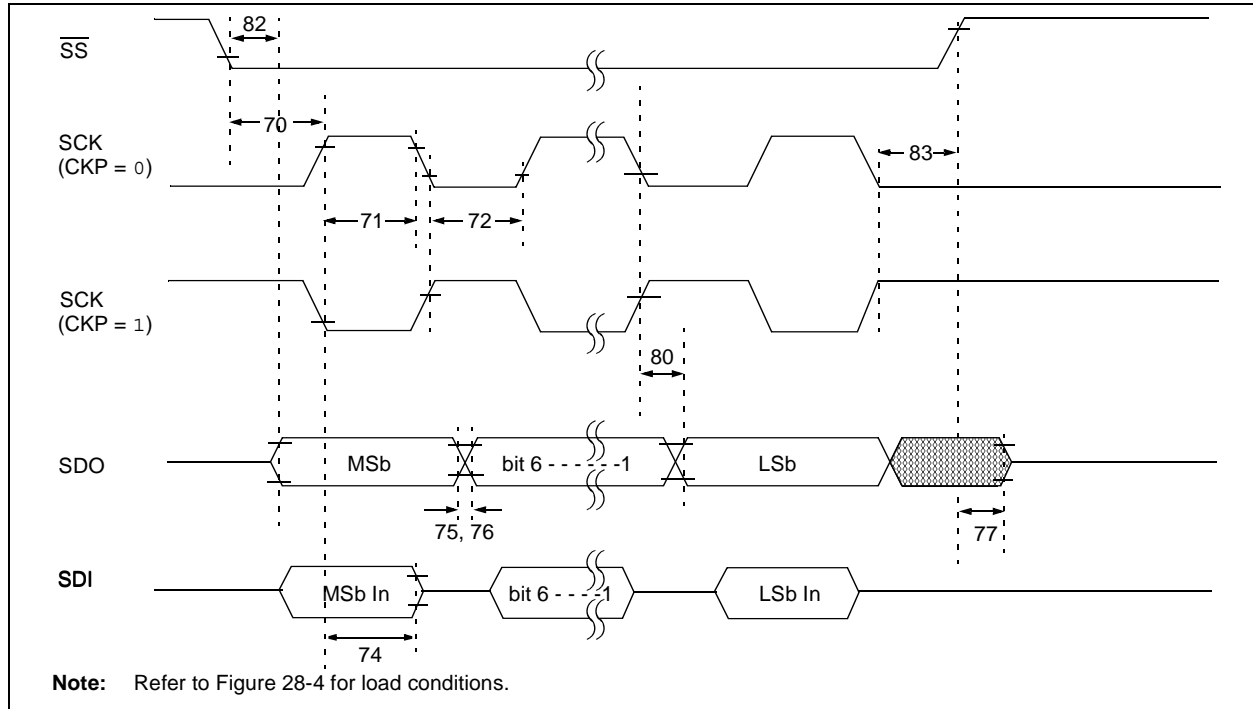 82
SS
70
SCK
(CKP = 0)
83
71
72
SCK
(CKP = 1)
80
SDO
MSb
bit 6 - - - - - -1
LSb
75, 76
77
SDI
MSb In
bit 6 - - - -1
LSb In
74
Note: Refer to Figure 28-4 for load conditions.